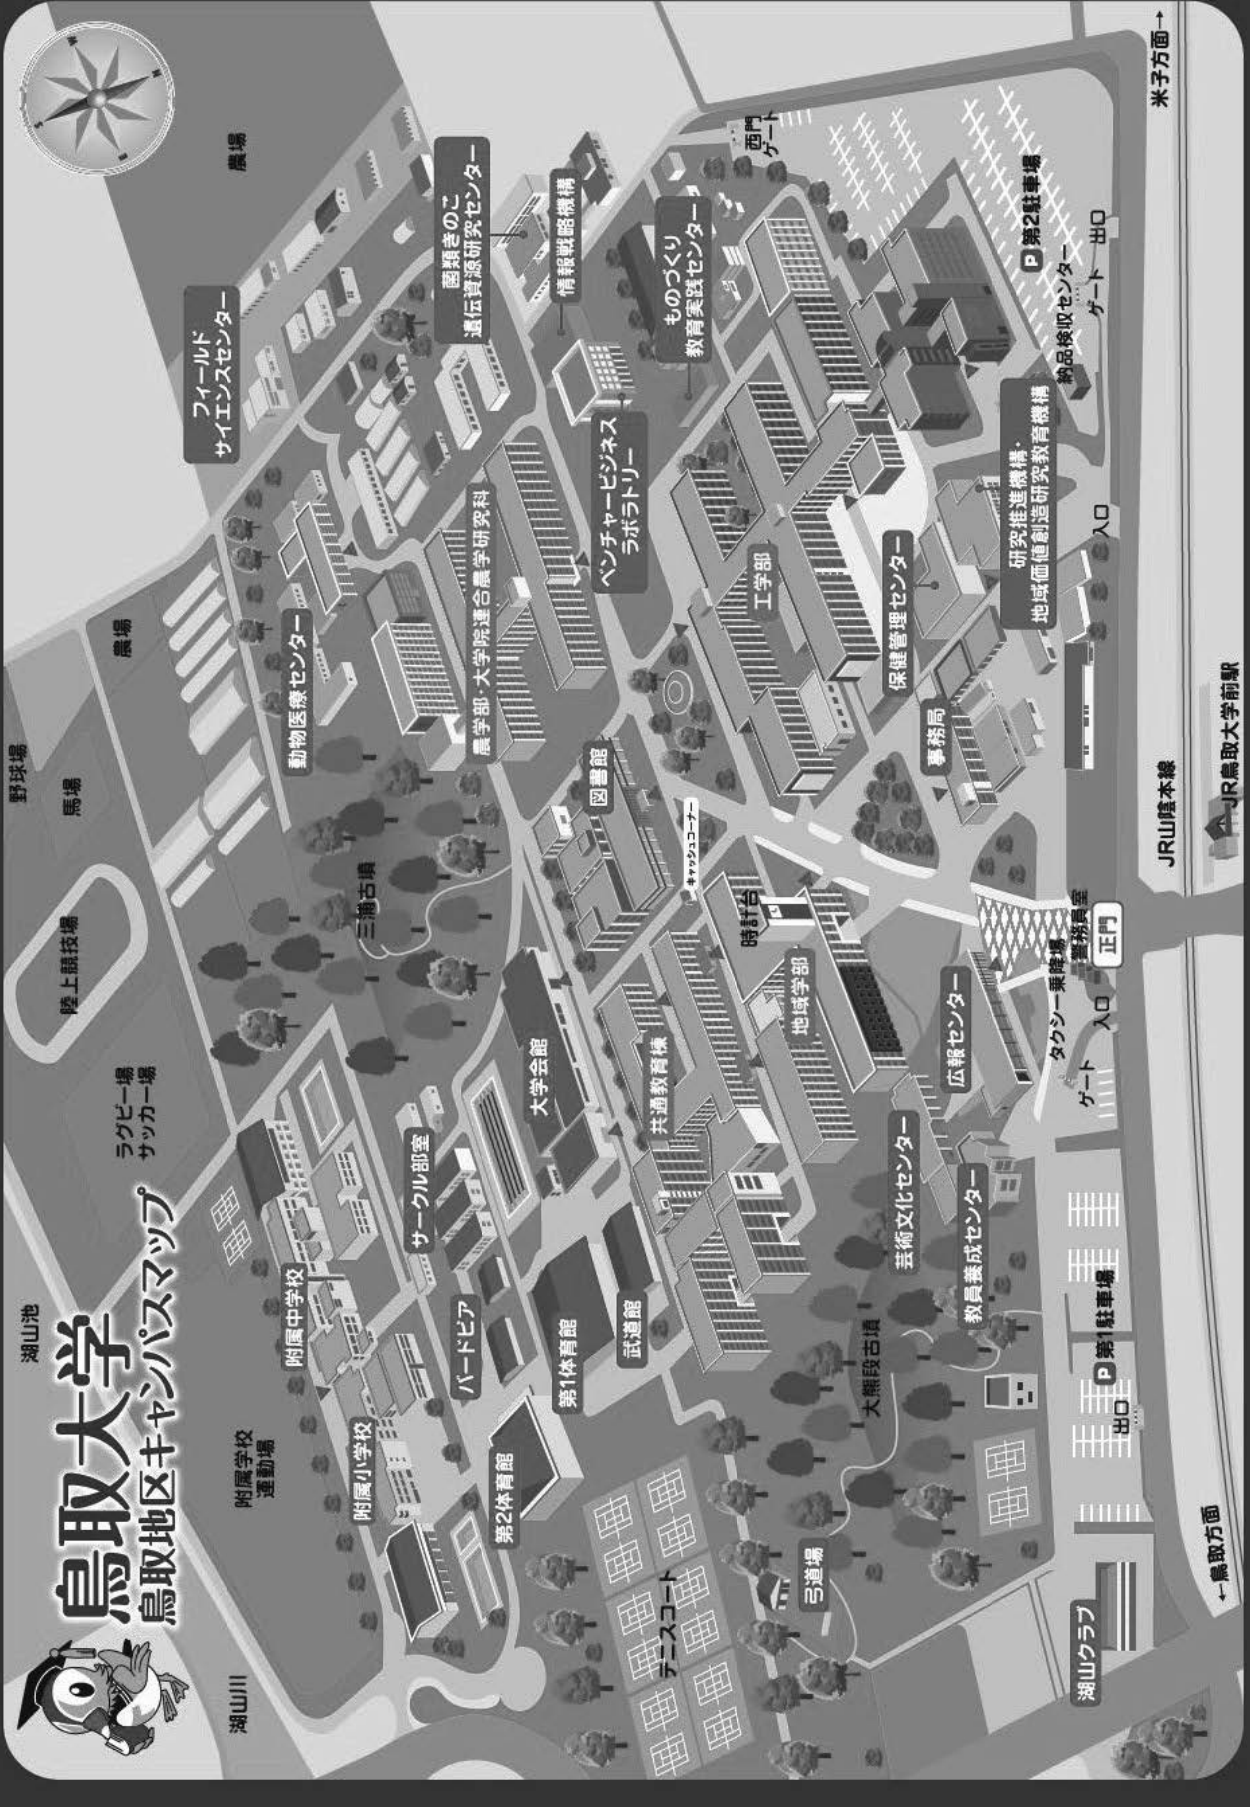 鳥取大学
鳥取地区キャンパスマップ
湖山池
湖山川
附属学校
運動場
ラグビー場
サッカー場
陸上競技場
野球場
馬場
農場
農場
フィールド
サイエンスセンター
動物医療センター
三浦古墳
附属中学校
附属小学校
サークル部室
バードピア
第2体育館
第1体育館
武道館
大学会館
図書館
農学部・大学院連合農学研究科
菌類きのこ
遺伝資源研究センター
情報戦略機構
ベンチャービジネス
ラボラトリー
ものづくり
教育実践センター
西門
ゲート
キャッシュコーナー
共通教育棟
時計台
地域学部
工学部
テニスコート
弓道場
大熊段古墳
芸術文化センター
教員養成センター
広報センター
事務局
保健管理センター
研究推進機構・
地域価値創造研究教育機構
納品検収センター
P 第2駐車場
ゲート
出口
入口
タクシー乗降場
警務員室
正門
入口
ゲート
P 第1駐車場
出口
湖山クラブ
←鳥取方面
JR山陰本線
JR鳥取大学前駅
米子方面→
S
W
N
E